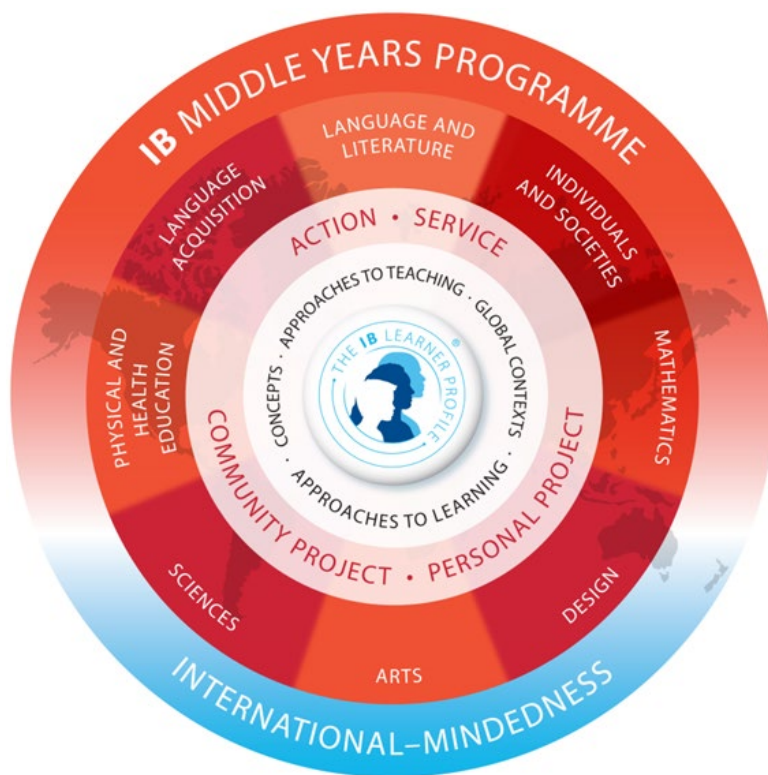 IB MIDDLE YEARS PROGRAMME
LANGUAGE AND
LITERATURE
INDIVIDUALS
AND SOCIETIES
MATHEMATICS
DESIGN
ARTS
SCIENCES
PHYSICAL AND
HEALTH
EDUCATION
LANGUAGE
ACQUISITION
ACTION • SERVICE
COMMUNITY PROJECT • PERSONAL PROJECT
APPROACHES TO TEACHING · GLOBAL CONTEXTS ·
APPROACHES TO LEARNING · CONCEPTS ·
THE IB LEARNER PROFILE ®
INTERNATIONAL–MINDEDNESS